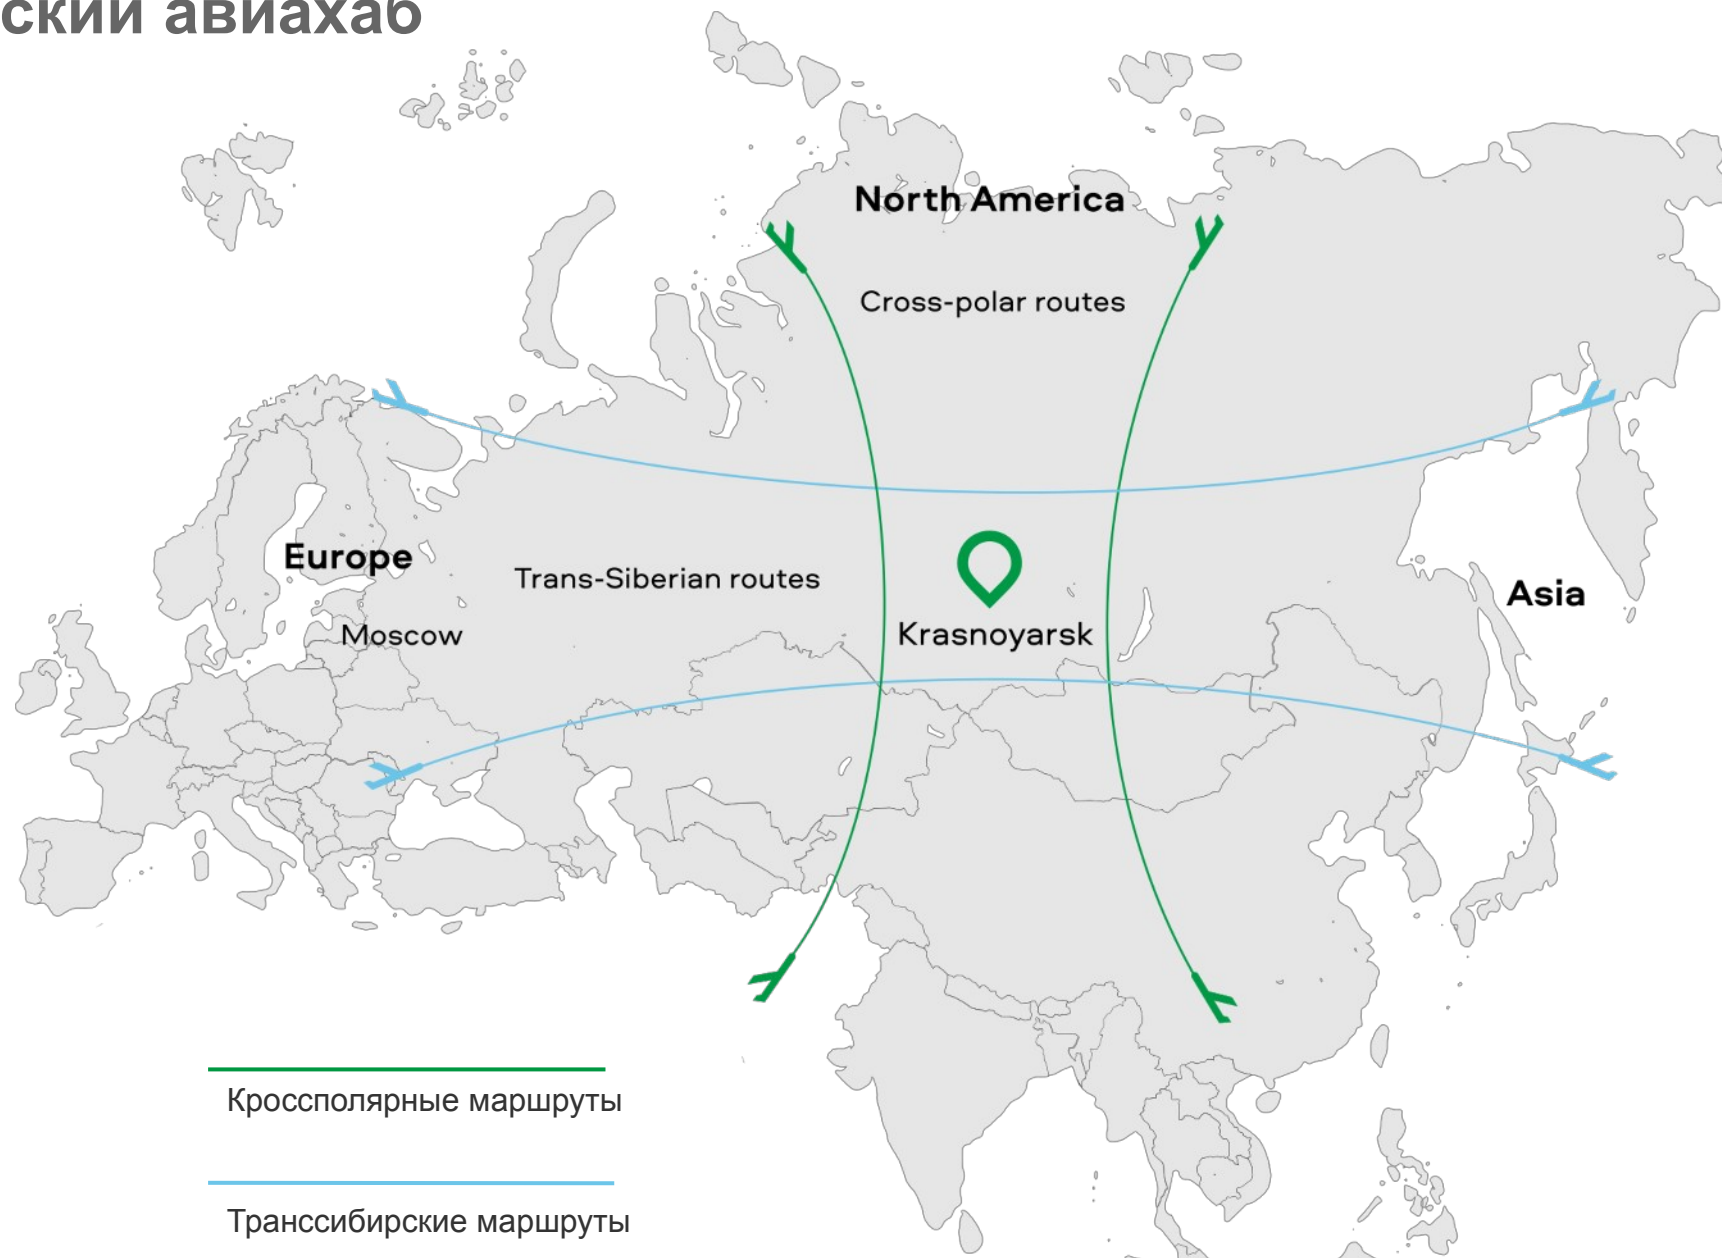 ский авиахаб
North America
Cross-polar routes
Europe
Trans-Siberian routes
Asia
Moscow
Krasnoyarsk
Кроссполярные маршруты
Транссибирские маршруты